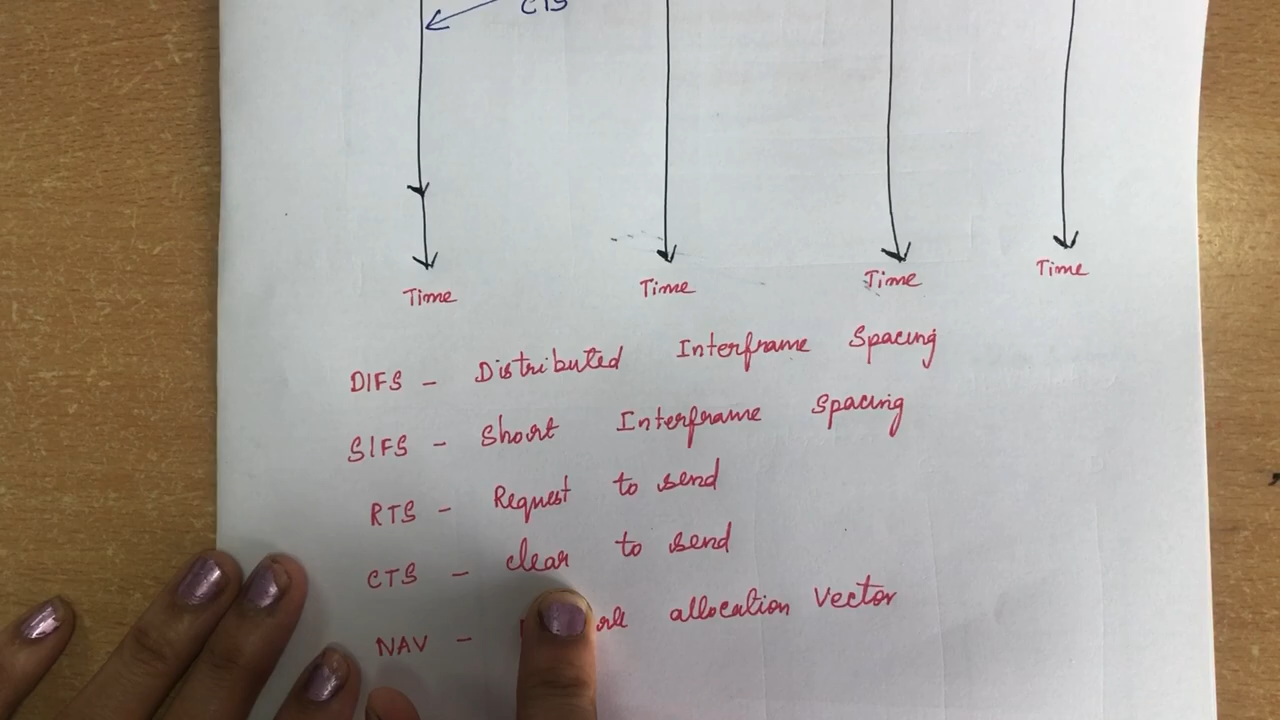 CTS
Time Time Time Time
DIFS - Distributed Interframe Spacing
SIFS - Short Interframe Spacing
RTS - Request to send
CTS - clear to send
NAV - allocation Vector